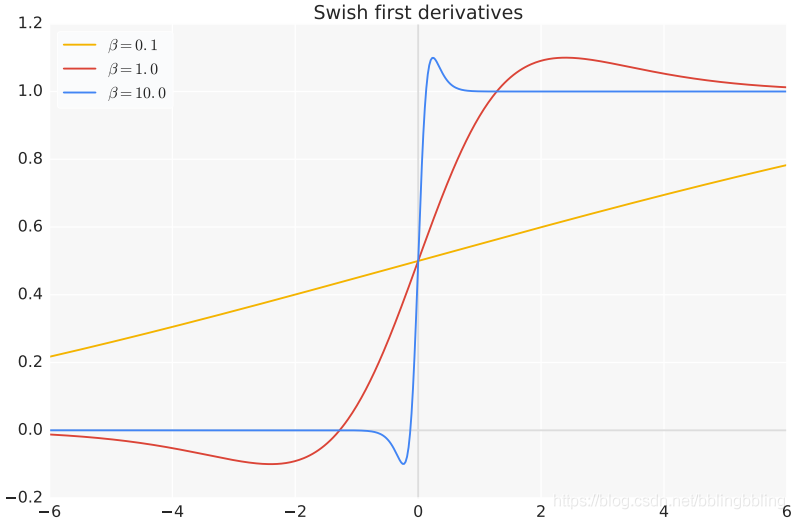 Swish first derivatives
1.2
β = 0.1
β = 1.0
β = 10.0
1.0
0.8
0.6
0.4
0.2
0.0
−0.2
−6 −4 −2 0 2 4 6
https://blog.csdn.net/bblingbbling